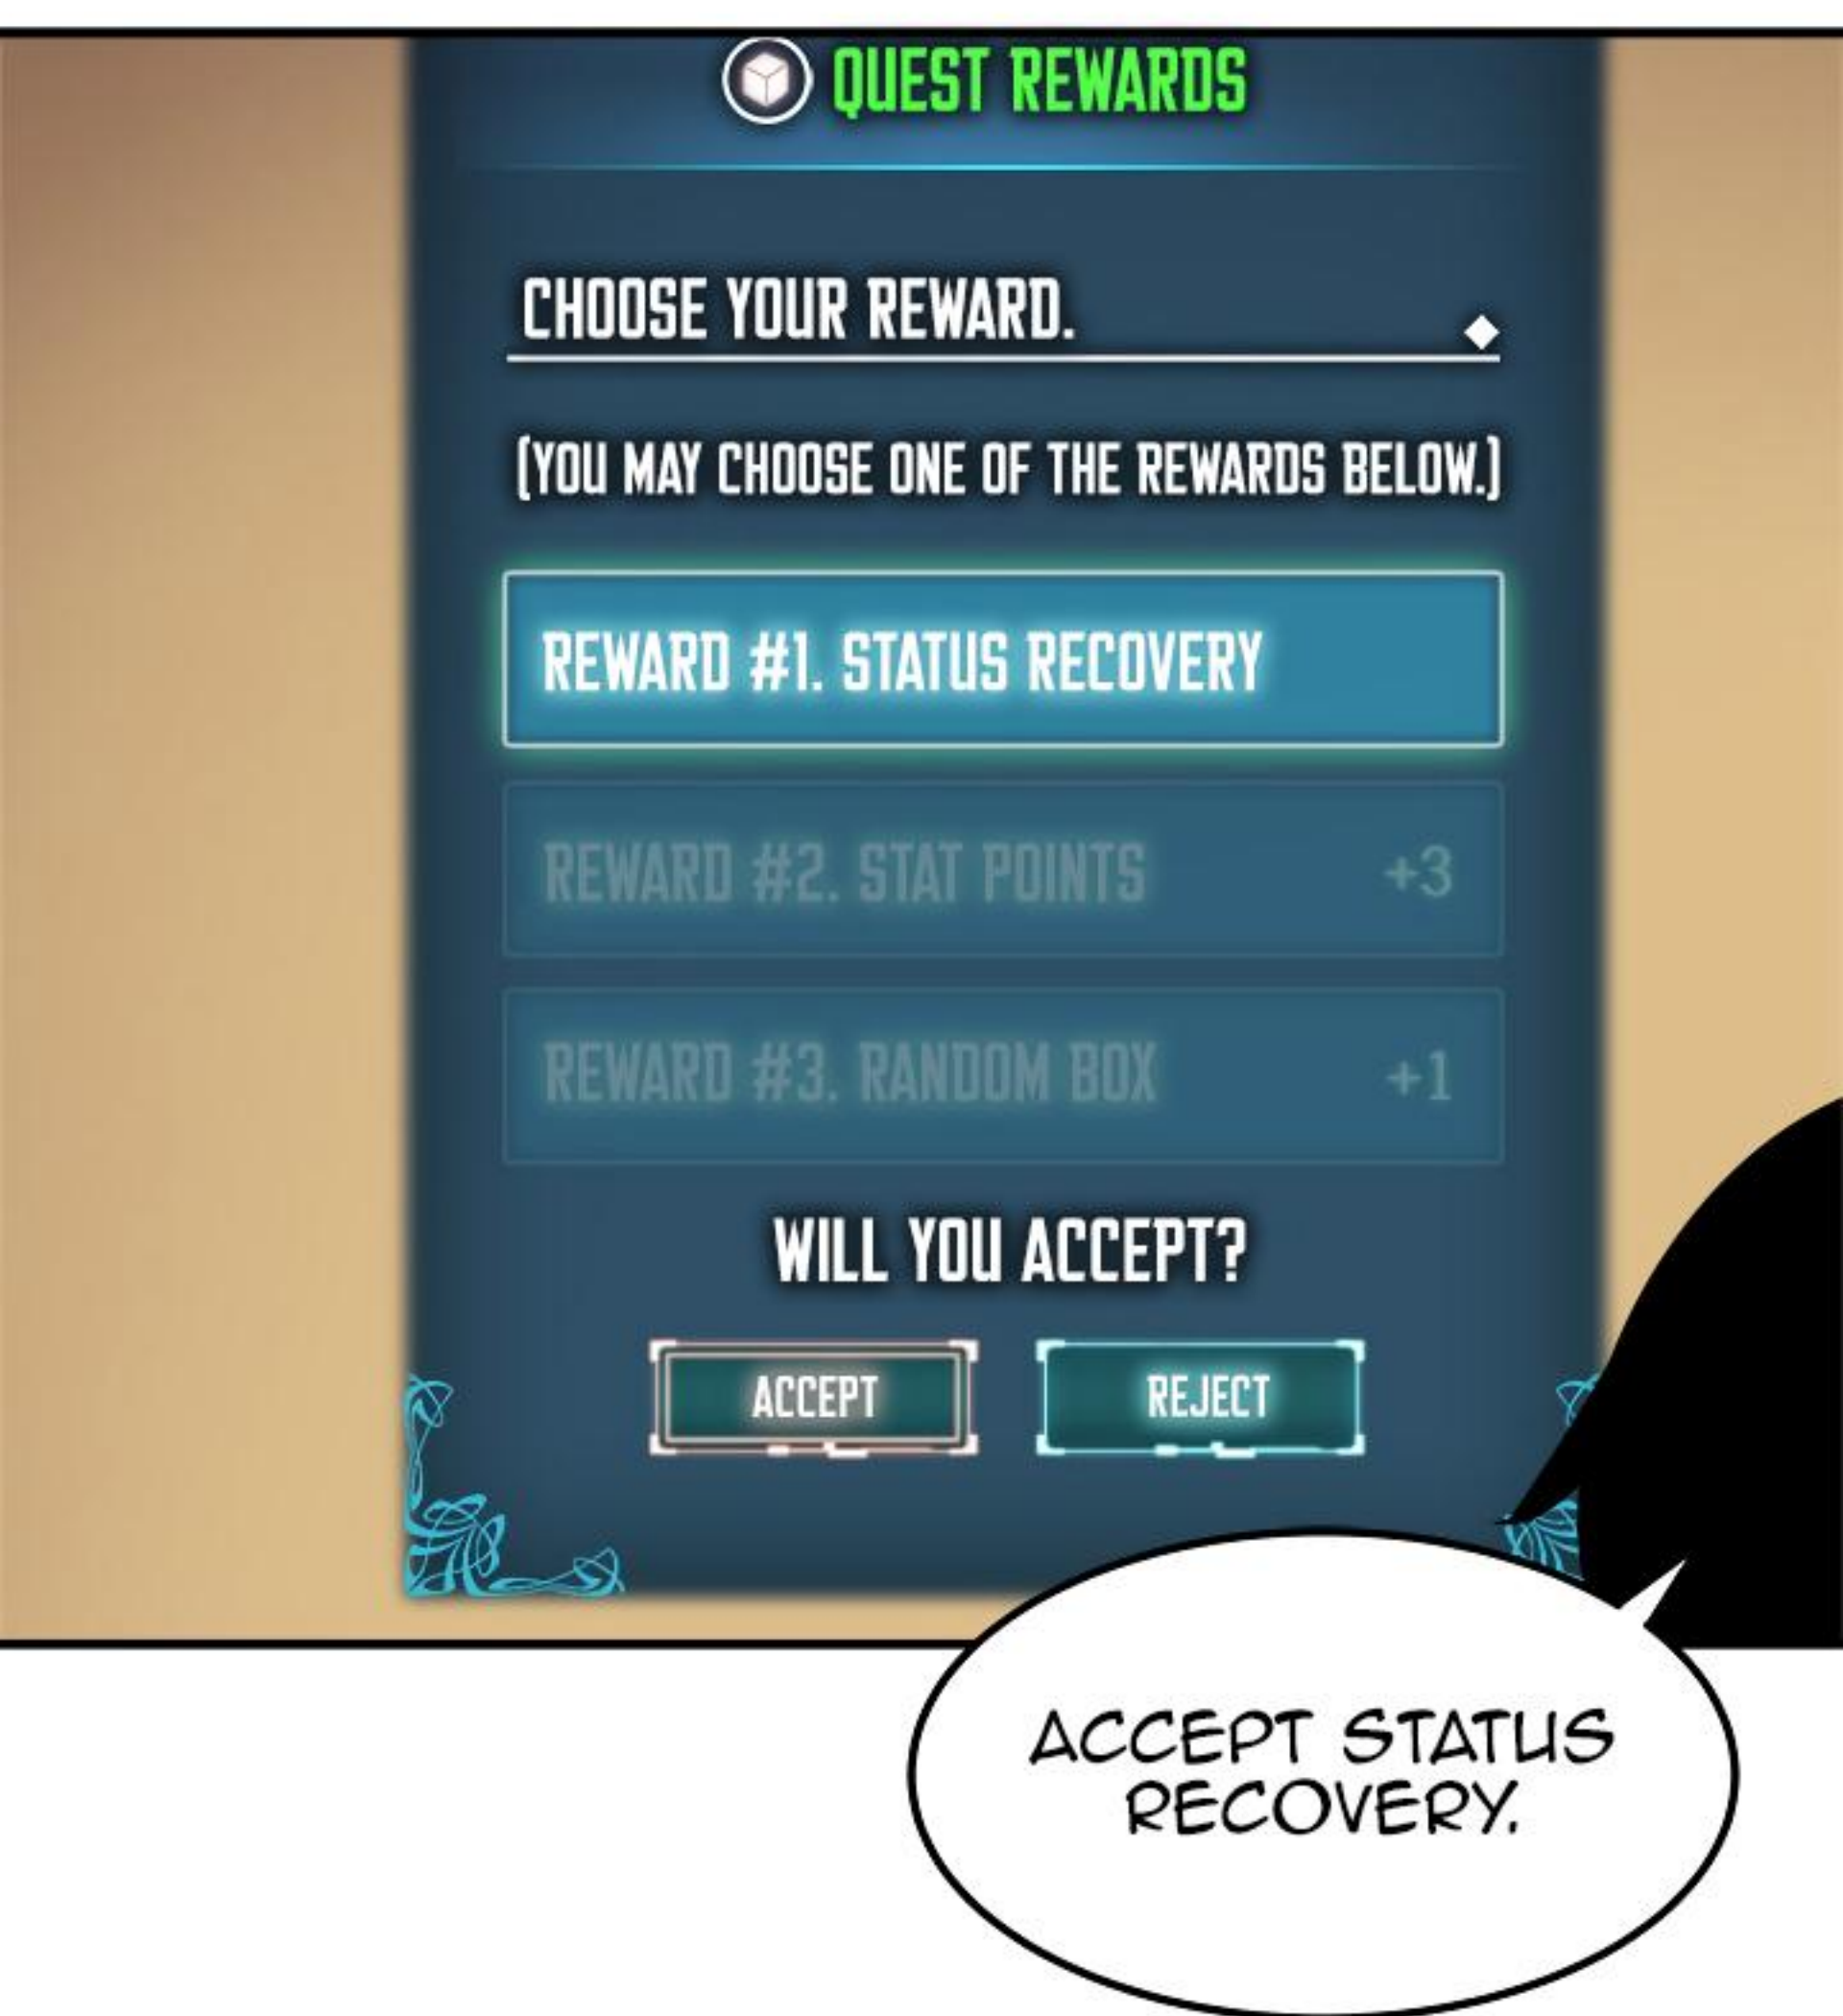 QUEST REWARDS
CHOOSE YOUR REWARD.
(YOU MAY CHOOSE ONE OF THE REWARDS BELOW.)
REWARD #1. STATUS RECOVERY
REWARD #2. STAT POINTS +3
REWARD #3. RANDOM BOX +1
WILL YOU ACCEPT?
ACCEPT REJECT
ACCEPT STATUS
RECOVERY.